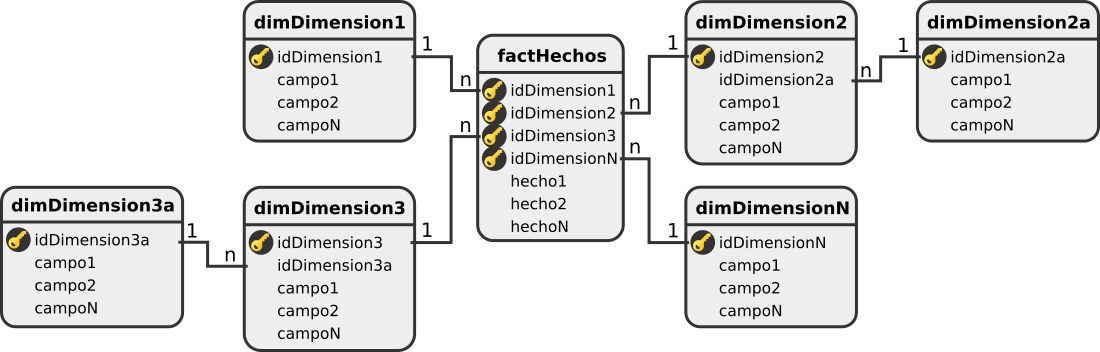 dimDimension1
idDimension1
campo1
campo2
campoN
1
n
factHechos
idDimension1
idDimension2
idDimension3
idDimensionN
hecho1
hecho2
hechoN
n
1
dimDimension2
idDimension2
idDimension2a
campo1
campo2
campoN
n
1
dimDimension2a
idDimension2a
campo1
campo2
campoN
dimDimension3a
idDimension3a
campo1
campo2
campoN
1
n
dimDimension3
idDimension3
idDimension3a
campo1
campo2
campoN
1
n
n
1
dimDimensionN
idDimensionN
campo1
campo2
campoN